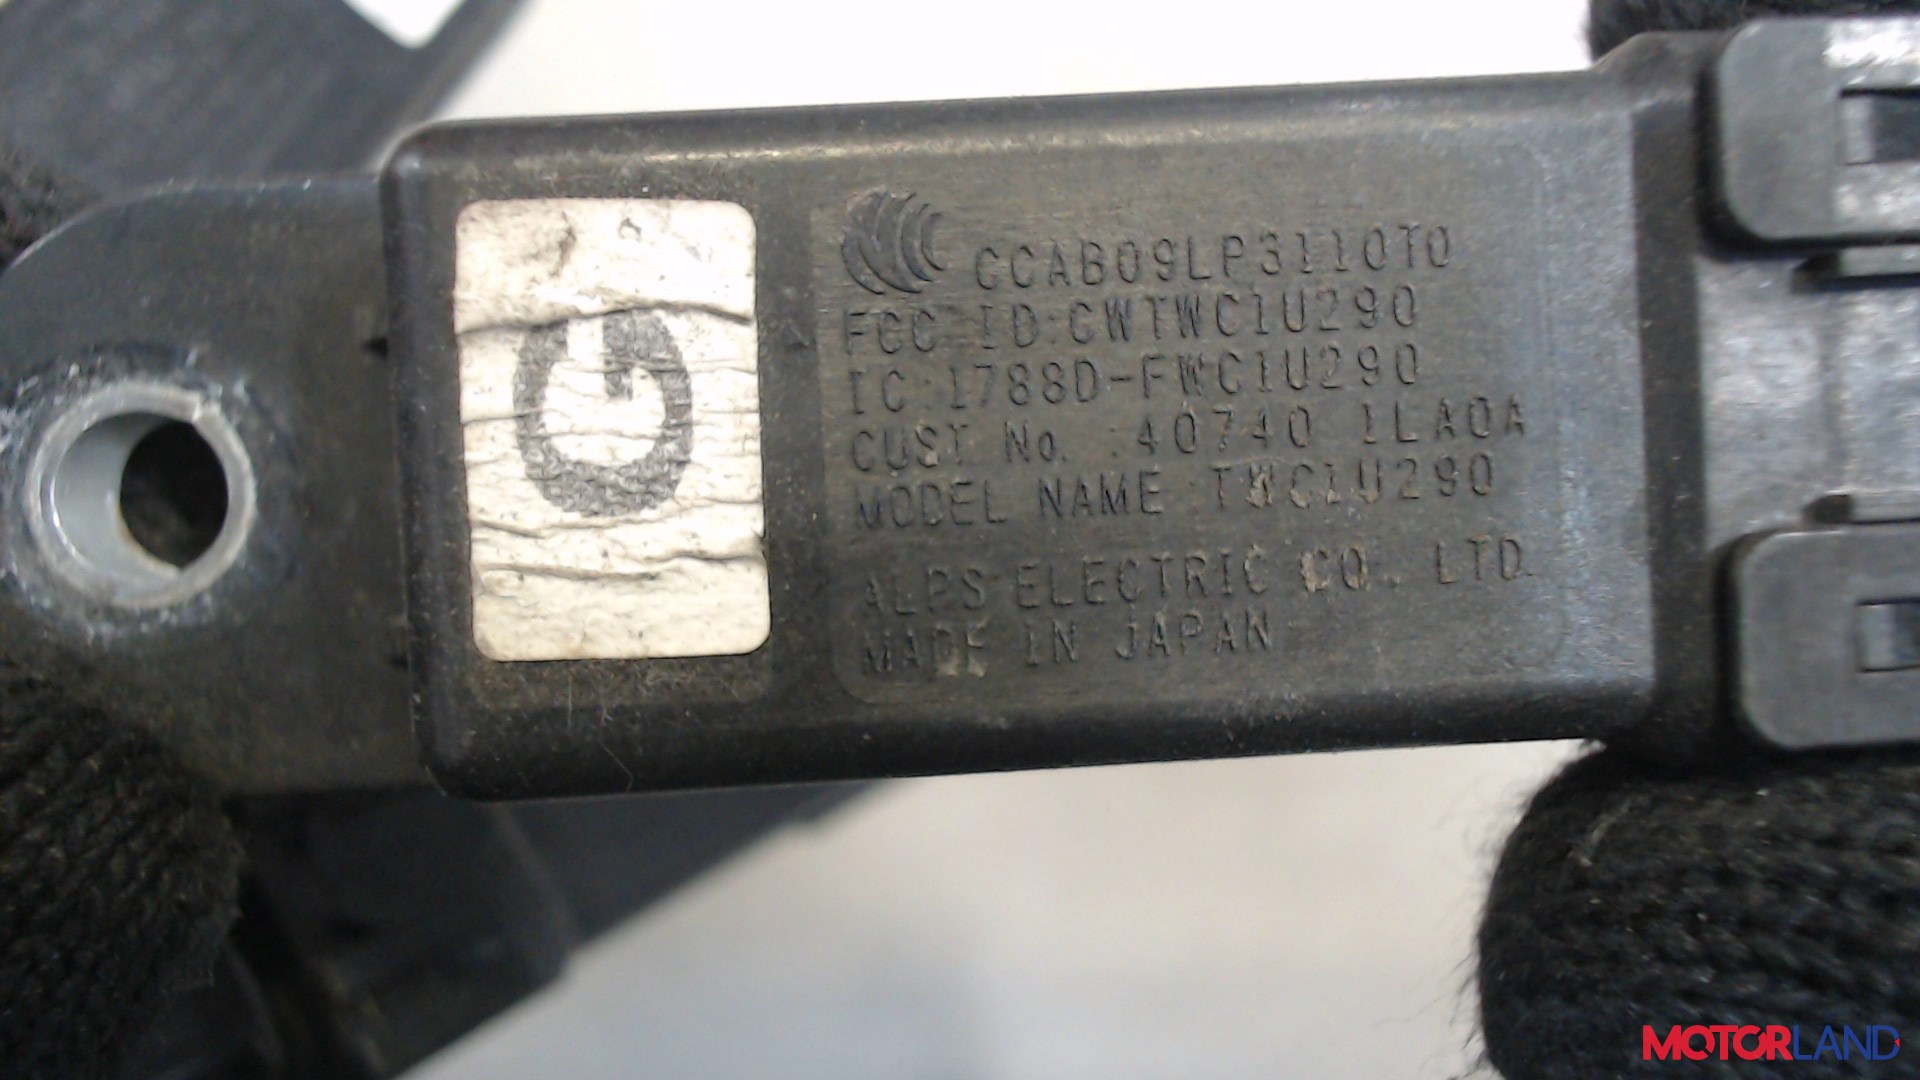 G
CCAB09LP3110T0
FCC ID:CWTWC1U290
IC:1788D-FWC1U290
CUST No. :40740 1LA0A
MODEL NAME:TWC1U290
ALPS ELECTRIC CO., LTD.
MADE IN JAPAN
MOTORLAND